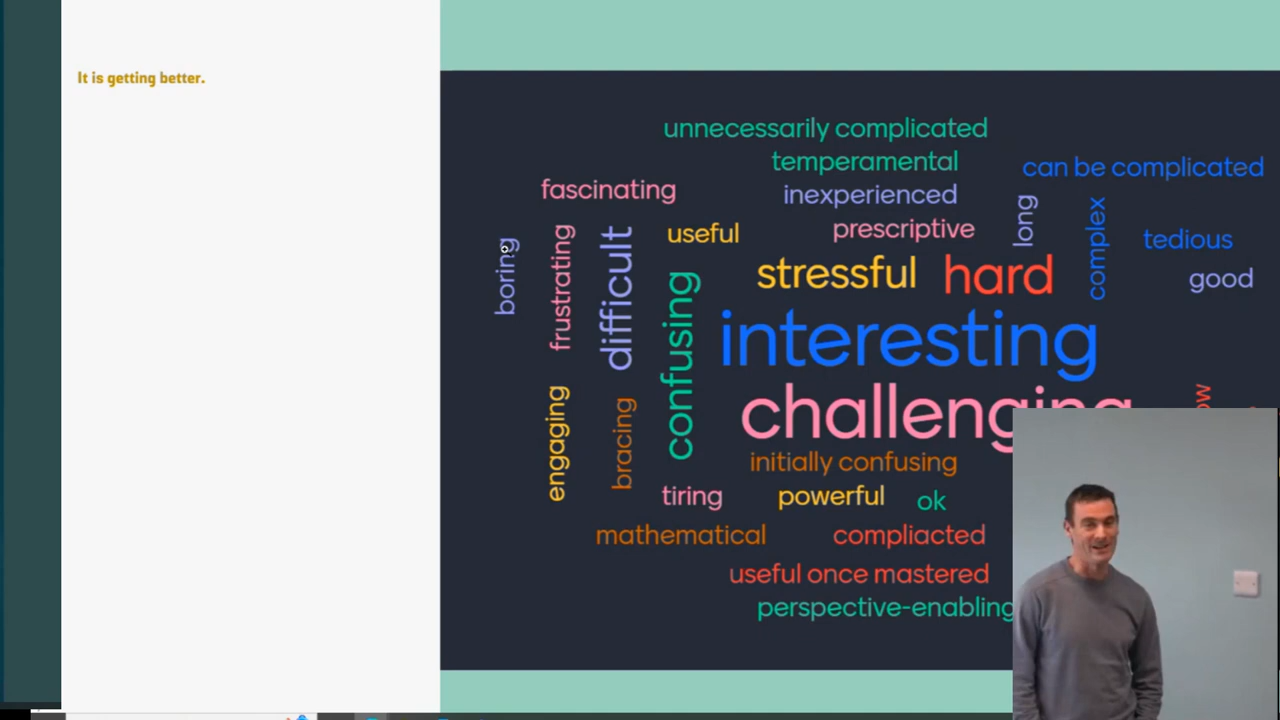 It is getting better.
unnecessarily complicated
temperamental
can be complicated
fascinating
inexperienced
long
complex
boring
frustrating
difficult
useful
prescriptive
tedious
confusing
stressful
hard
good
interesting
engaging
bracing
challenging
initially confusing
tiring
powerful
ok
mathematical
compliacted
useful once mastered
perspective-enabling